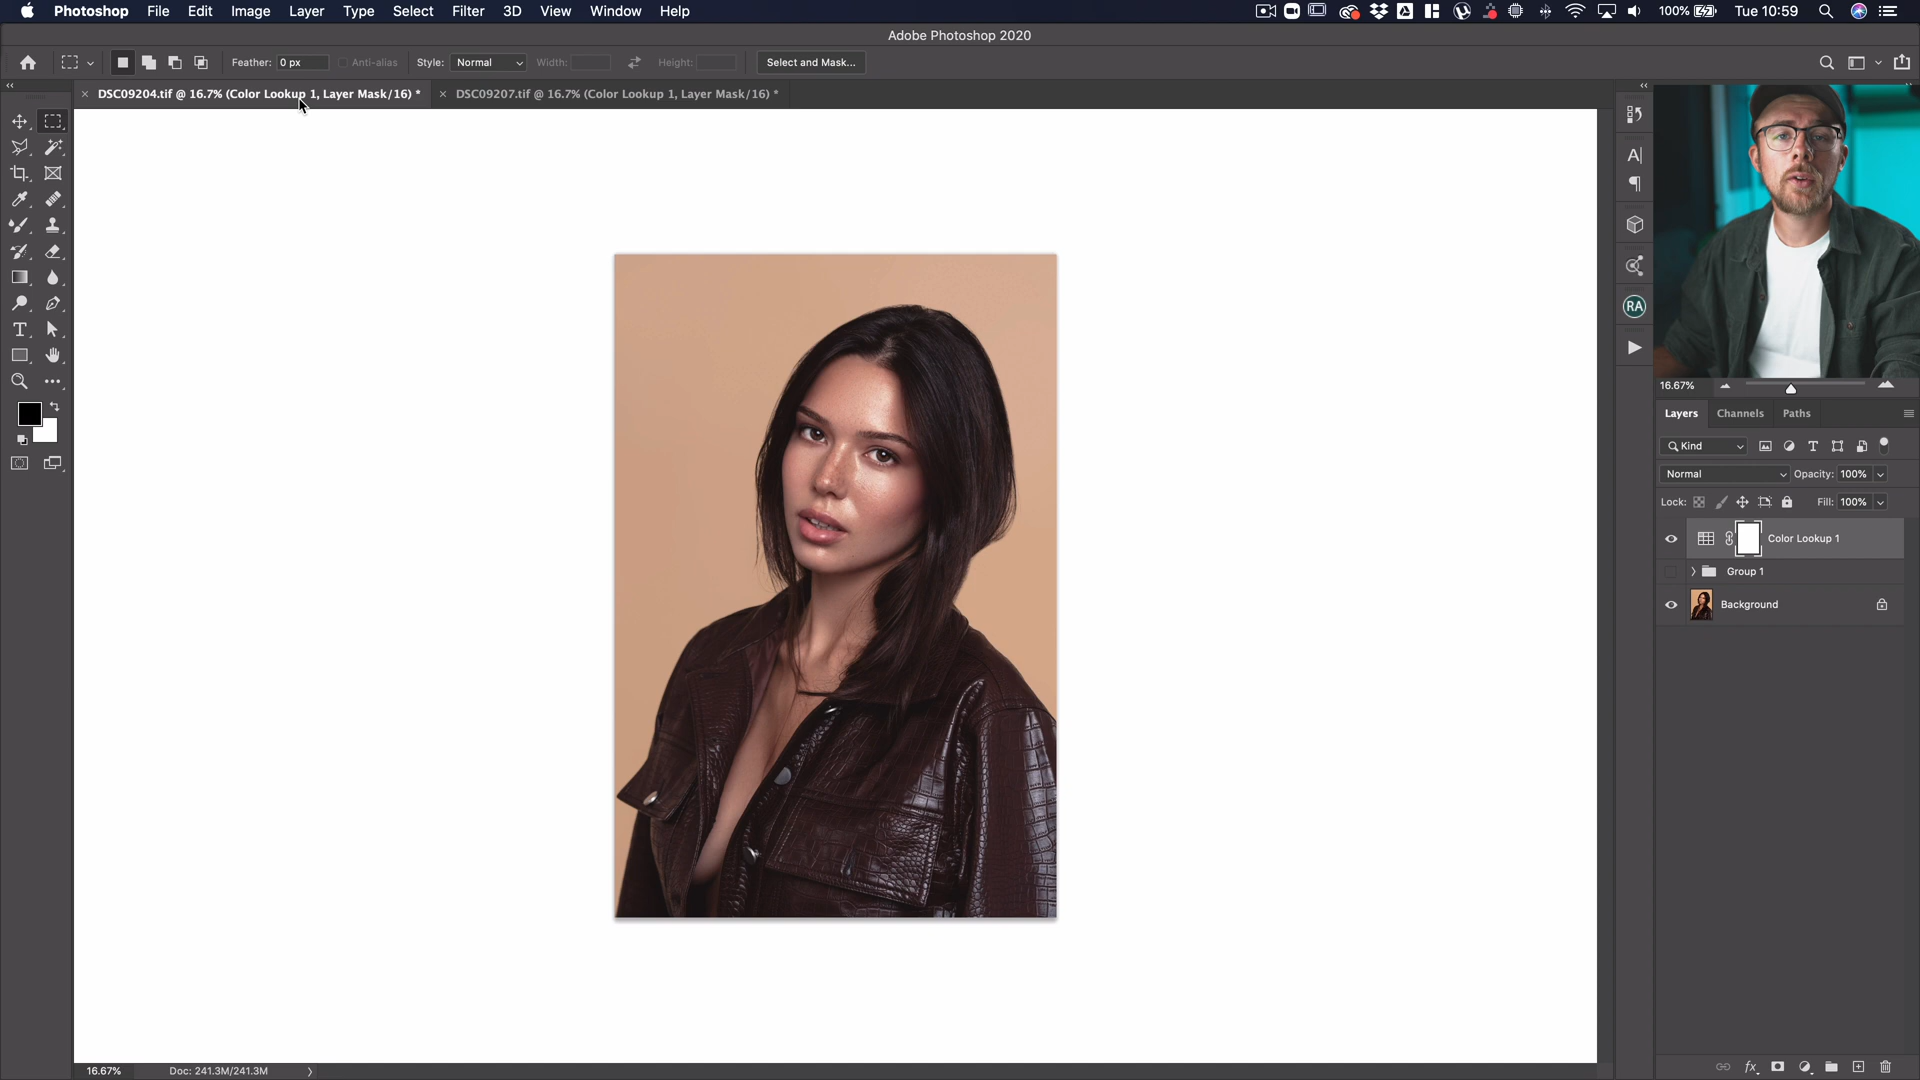 Photoshop File Edit Image Layer Type Select Filter 3D View Window Help 100% Tue 10:59
Adobe Photoshop 2020
Feather: 0 px Anti-alias Style: Normal Width: Height: Select and Mask...
DSC09204.tif @ 16.7% (Color Lookup 1, Layer Mask/16) * DSC09207.tif @ 16.7% (Color Lookup 1, Layer Mask/16) *
RA
16.67%
Layers Channels Paths
Kind
Normal Opacity: 100%
Lock: Fill: 100%
Color Lookup 1
Group 1
Background
16.67% Doc: 241.3M/241.3M